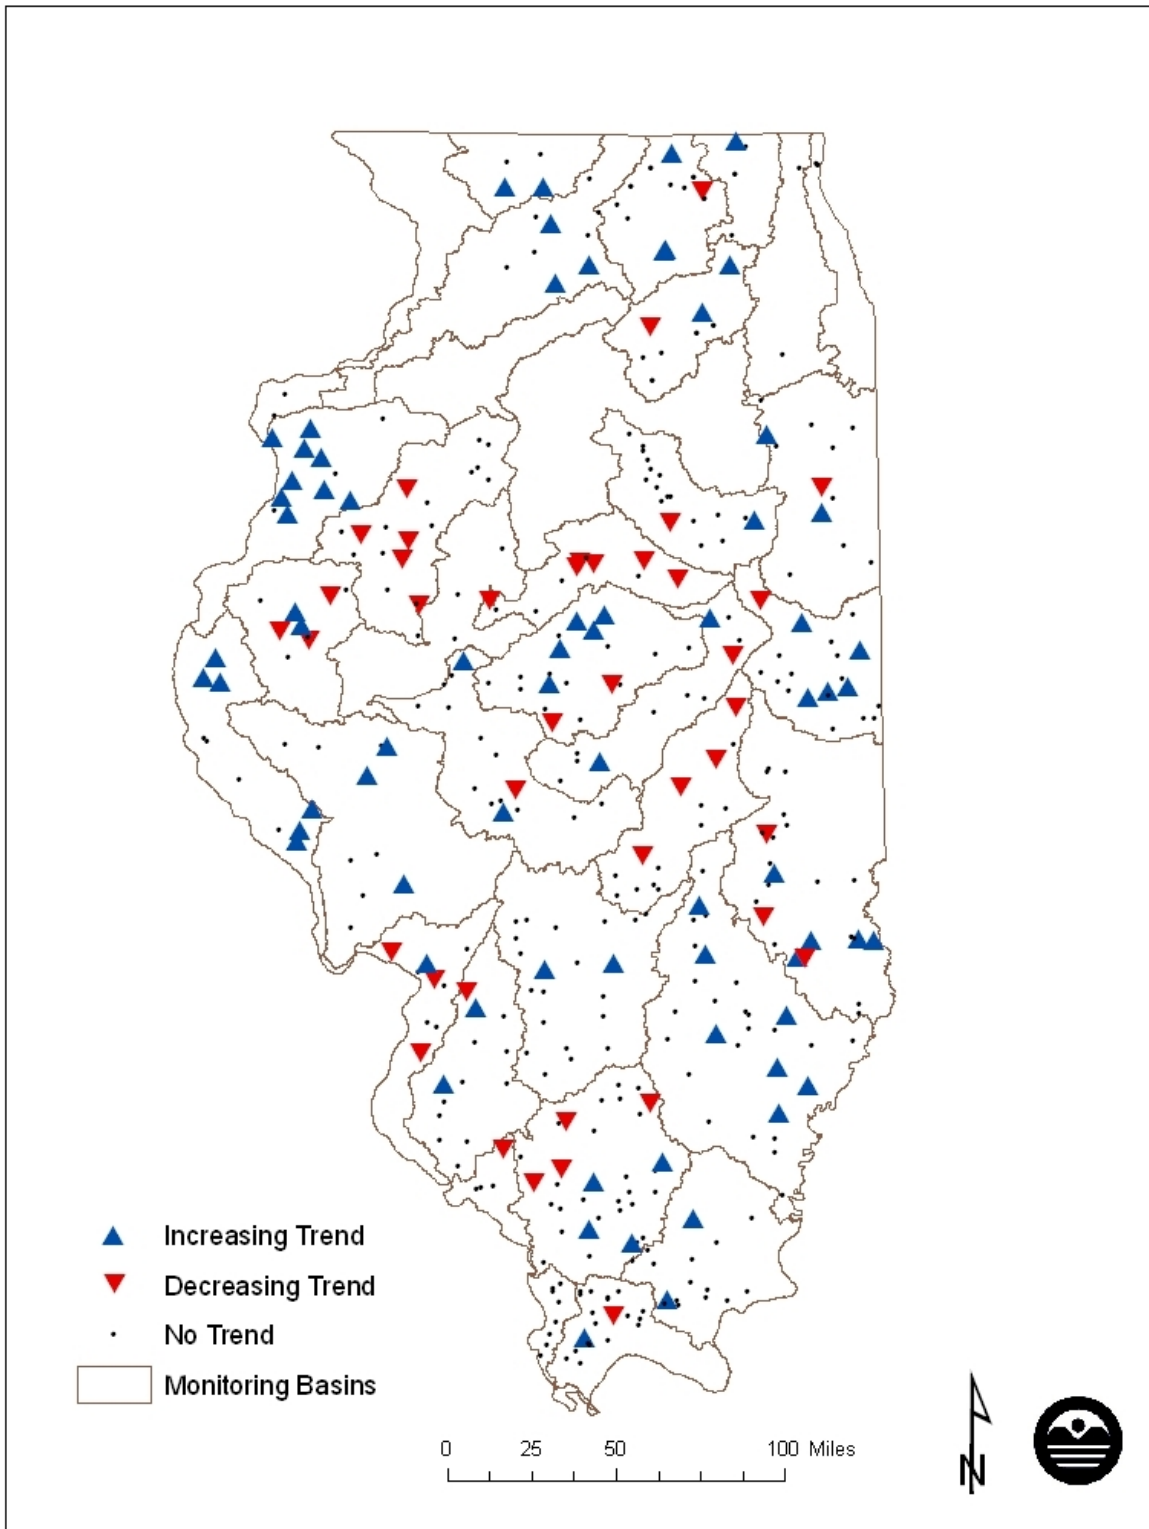 Increasing Trend
Decreasing Trend
No Trend
Monitoring Basins
0 25 50 100 Miles
N